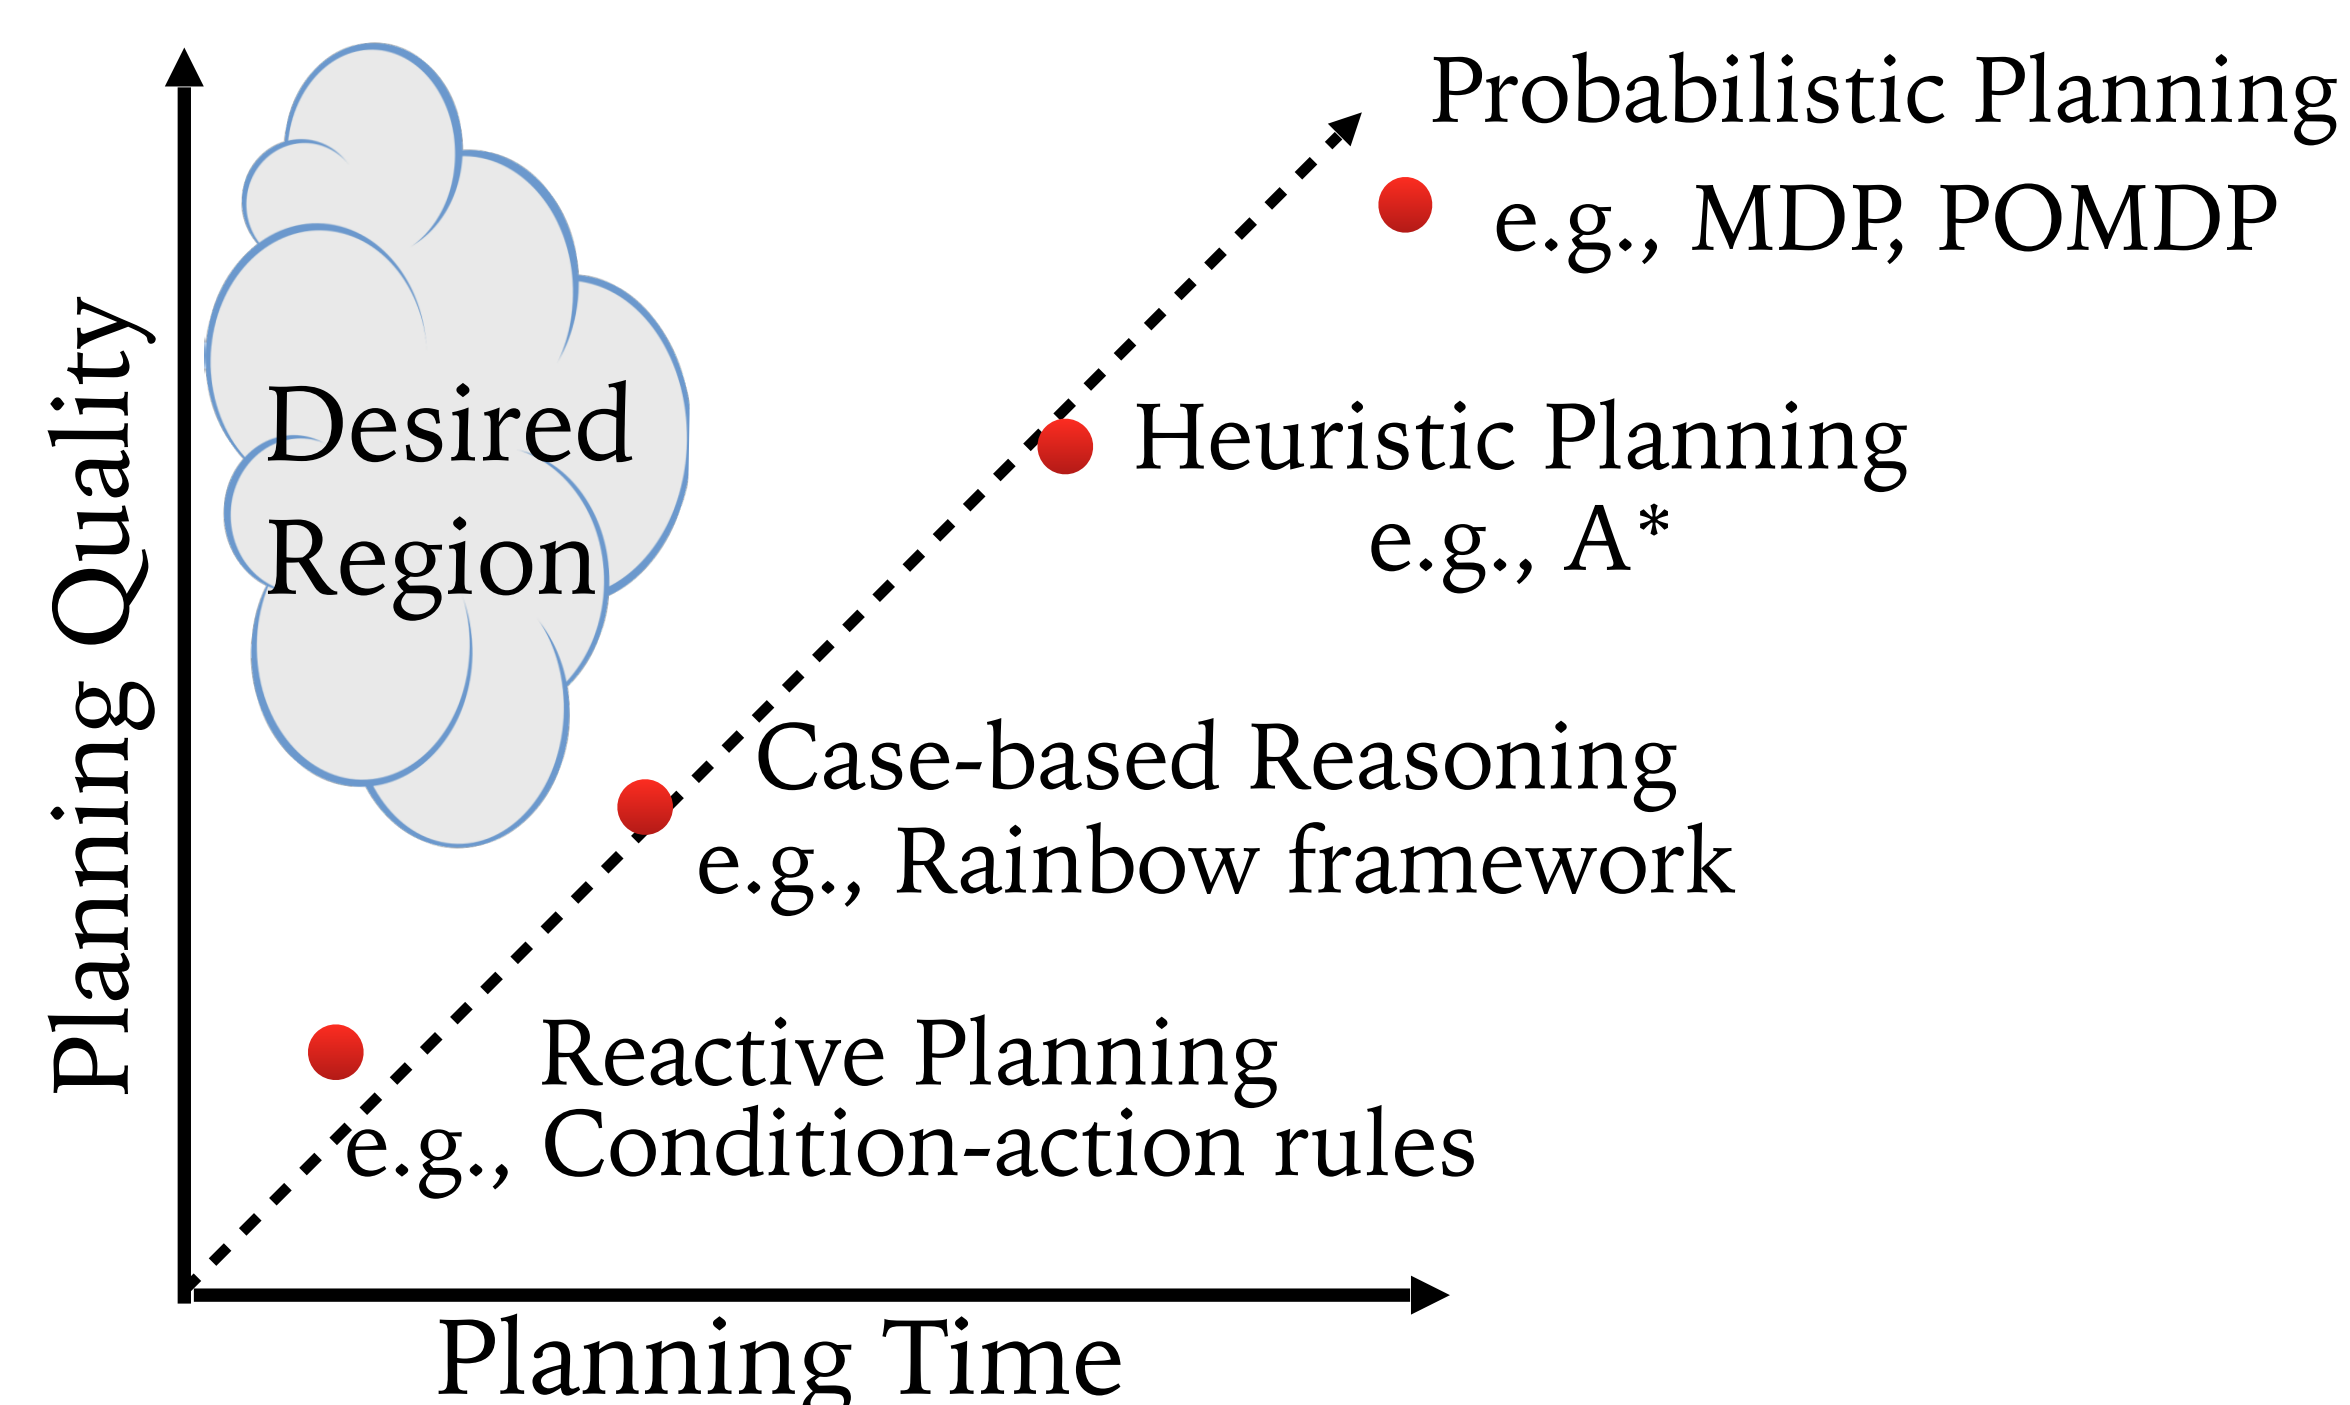 Probabilistic Planning
e.g., MDP, POMDP
Desired
Region
Heuristic Planning
e.g., A*
Case-based Reasoning
e.g., Rainbow framework
Reactive Planning
e.g., Condition-action rules
Planning Quality
Planning Time